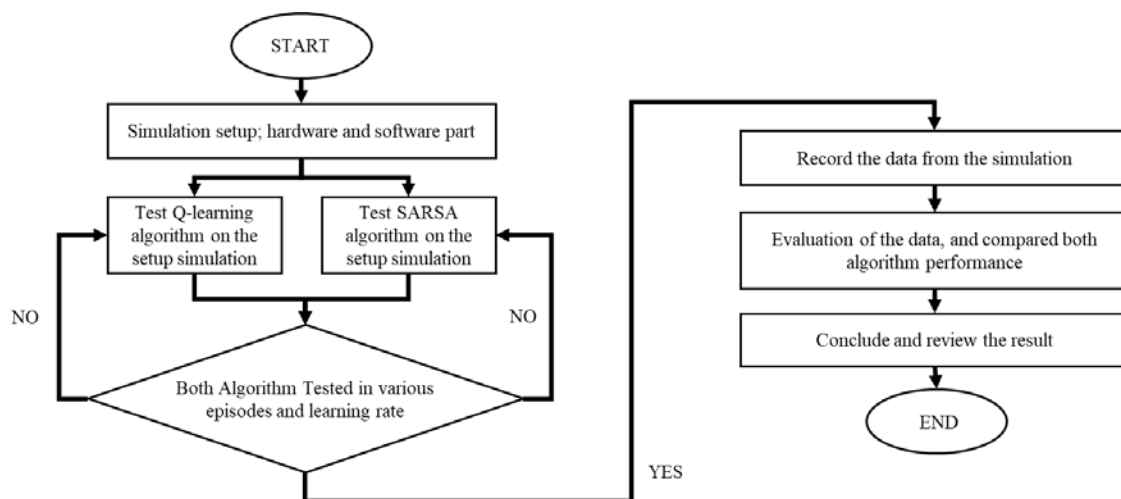 START
Simulation setup; hardware and software part
Test Q-learning
algorithm on the
setup simulation
Test SARSA
algorithm on the
setup simulation
NO
NO
Both Algorithm Tested in various
episodes and learning rate
YES
Record the data from the simulation
Evaluation of the data, and compared both
algorithm performance
Conclude and review the result
END